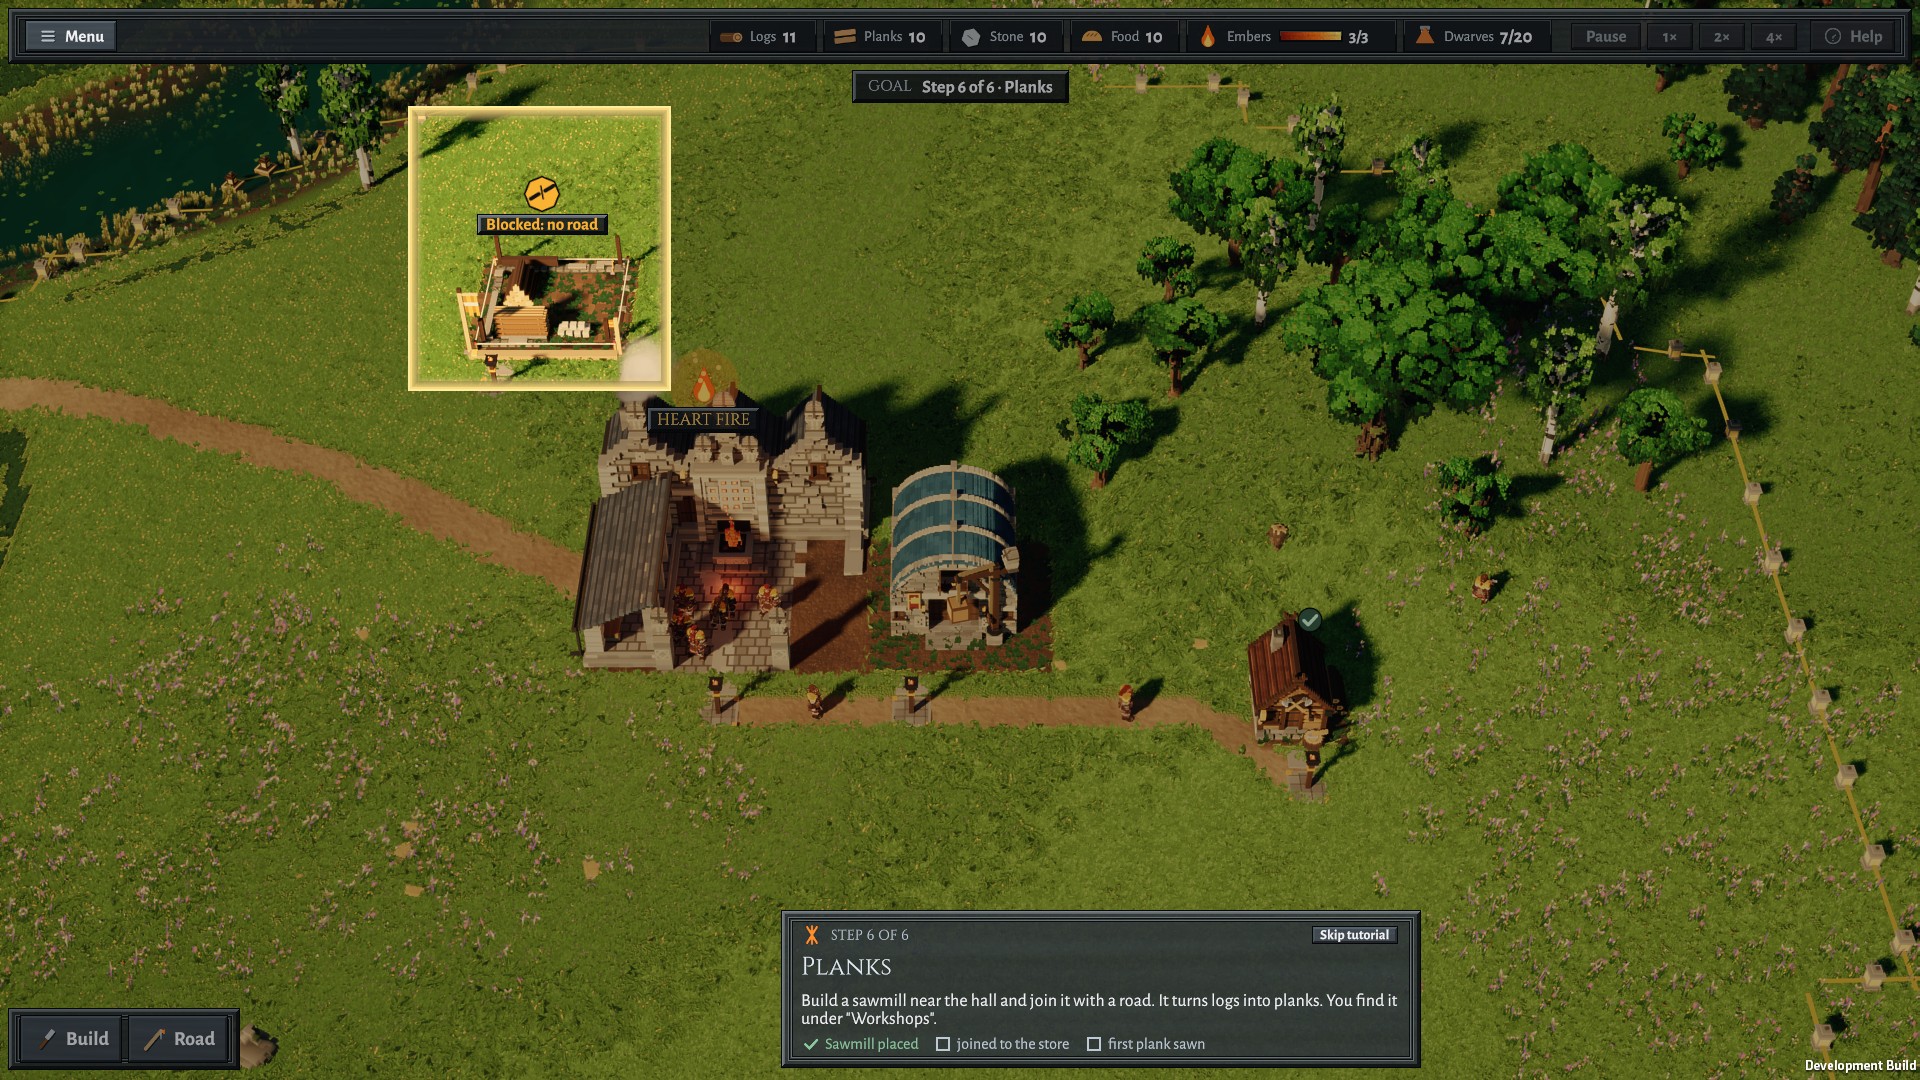 Menu
Logs 11
Planks 10
Stone 10
Food 10
Embers 3/3
Dwarves 7/20
Pause
1×
2×
4×
Help
GOAL Step 6 of 6 · Planks
Blocked: no road
HEART FIRE
STEP 6 OF 6
Skip tutorial
PLANKS
Build a sawmill near the hall and join it with a road. It turns logs into planks. You find it
under "Workshops".
Sawmill placed
joined to the store
first plank sawn
Build
Road
Development Build